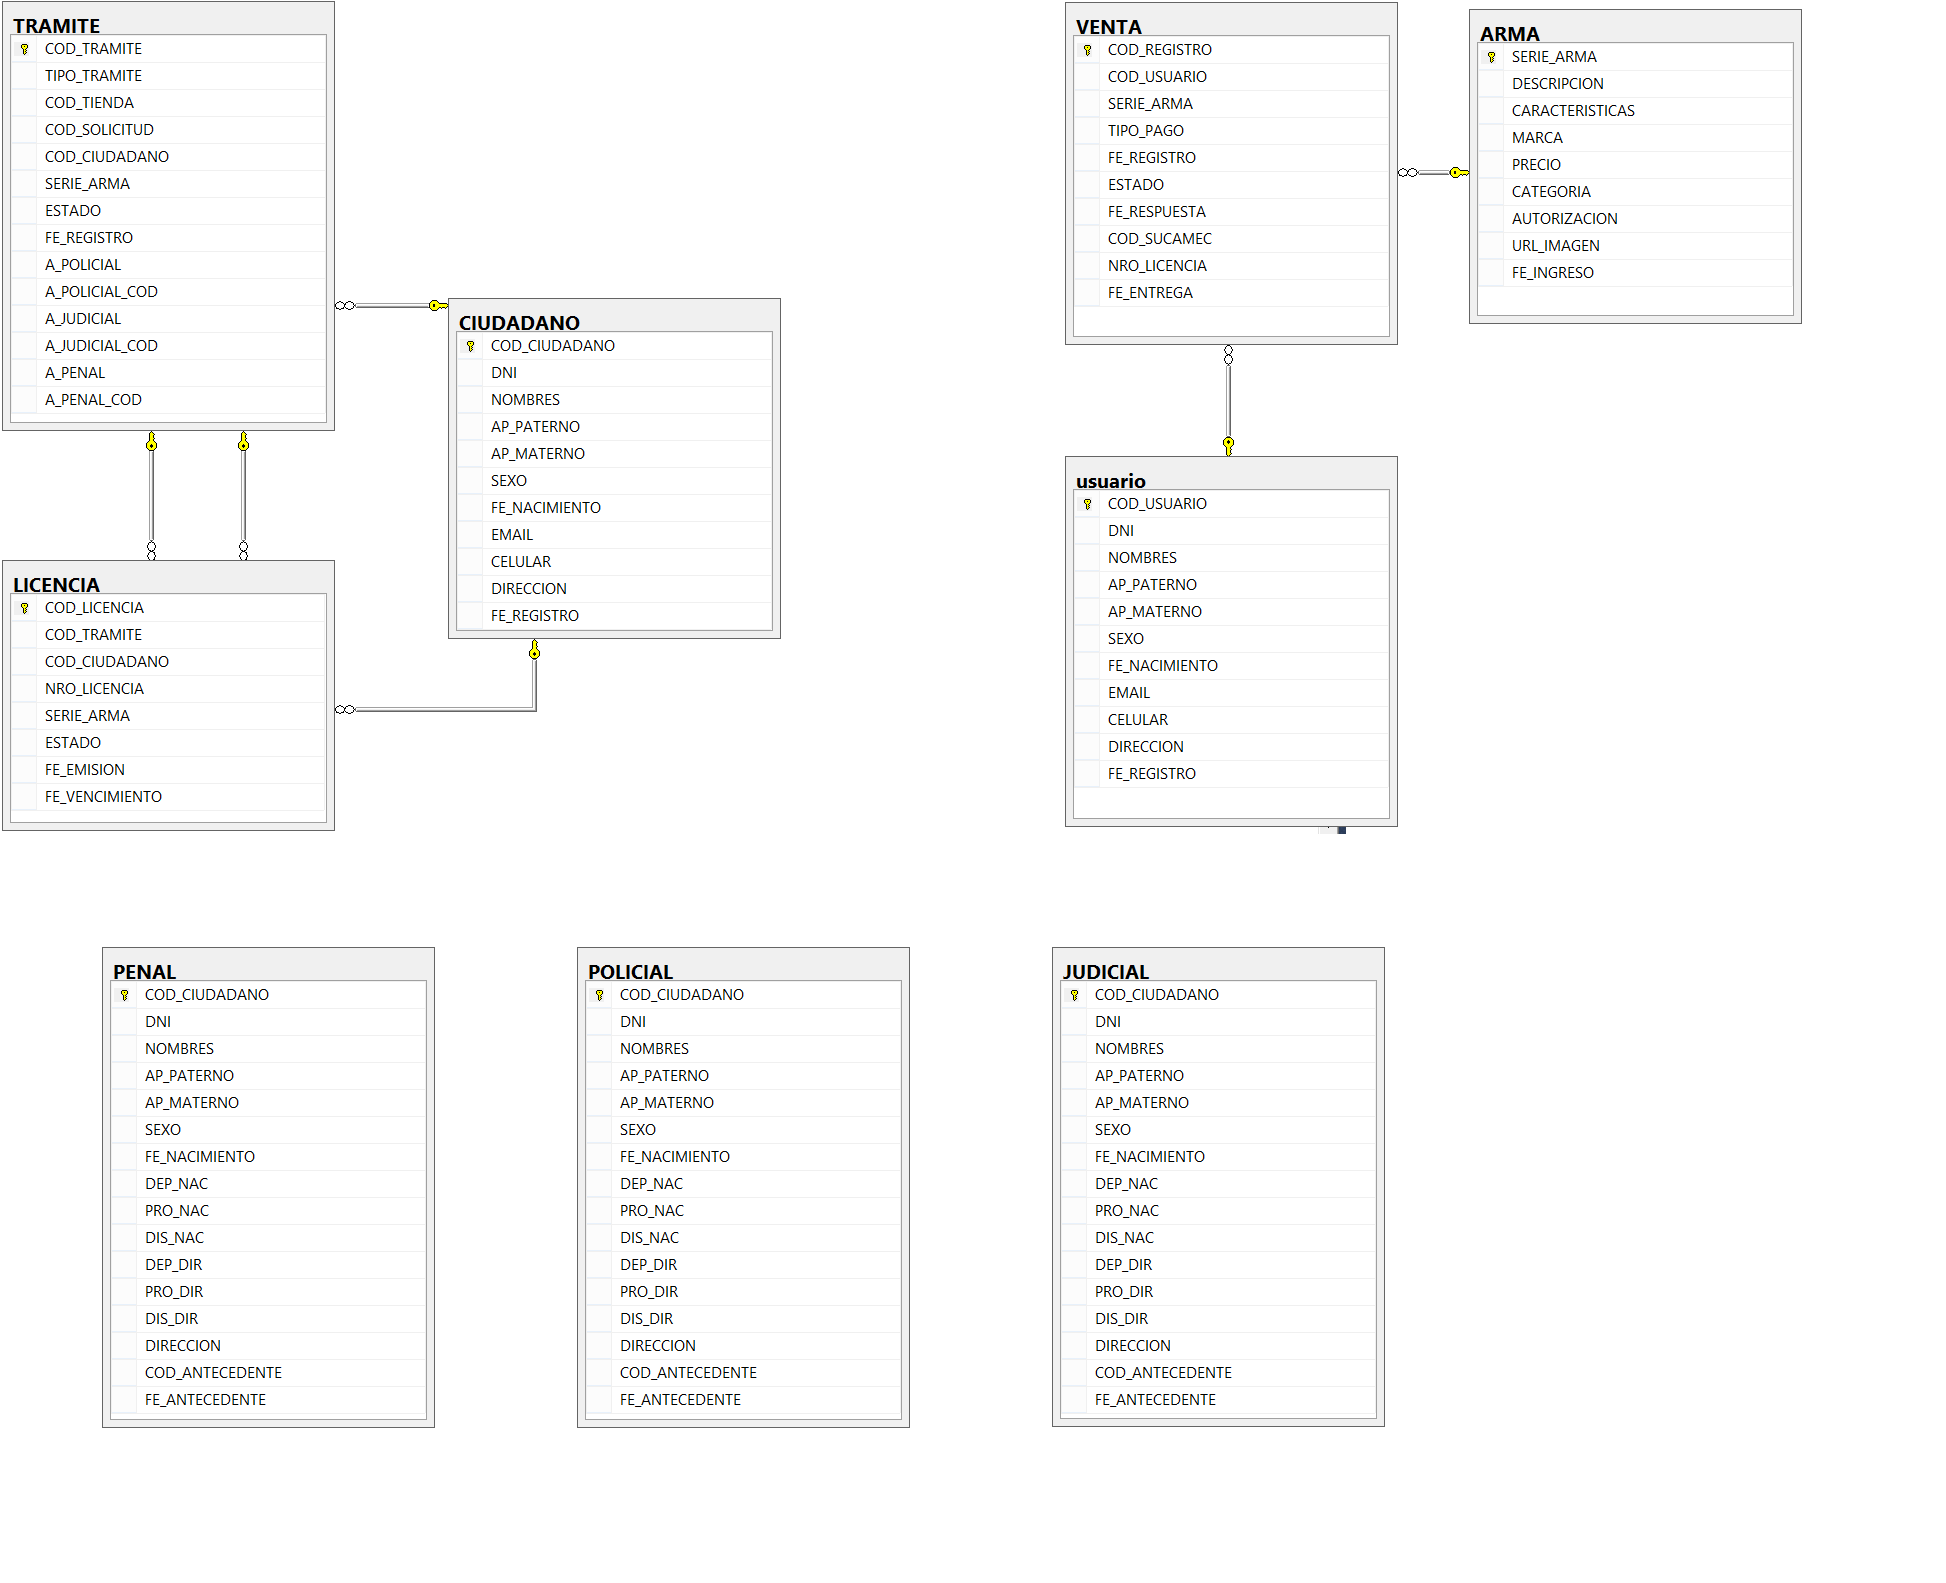 TRAMITE
COD_TRAMITE
TIPO_TRAMITE
COD_TIENDA
COD_SOLICITUD
COD_CIUDADANO
SERIE_ARMA
ESTADO
FE_REGISTRO
A_POLICIAL
A_POLICIAL_COD
A_JUDICIAL
A_JUDICIAL_COD
A_PENAL
A_PENAL_COD
CIUDADANO
COD_CIUDADANO
DNI
NOMBRES
AP_PATERNO
AP_MATERNO
SEXO
FE_NACIMIENTO
EMAIL
CELULAR
DIRECCION
FE_REGISTRO
LICENCIA
COD_LICENCIA
COD_TRAMITE
COD_CIUDADANO
NRO_LICENCIA
SERIE_ARMA
ESTADO
FE_EMISION
FE_VENCIMIENTO
VENTA
COD_REGISTRO
COD_USUARIO
SERIE_ARMA
TIPO_PAGO
FE_REGISTRO
ESTADO
FE_RESPUESTA
COD_SUCAMEC
NRO_LICENCIA
FE_ENTREGA
ARMA
SERIE_ARMA
DESCRIPCION
CARACTERISTICAS
MARCA
PRECIO
CATEGORIA
AUTORIZACION
URL_IMAGEN
FE_INGRESO
usuario
COD_USUARIO
DNI
NOMBRES
AP_PATERNO
AP_MATERNO
SEXO
FE_NACIMIENTO
EMAIL
CELULAR
DIRECCION
FE_REGISTRO
PENAL
COD_CIUDADANO
DNI
NOMBRES
AP_PATERNO
AP_MATERNO
SEXO
FE_NACIMIENTO
DEP_NAC
PRO_NAC
DIS_NAC
DEP_DIR
PRO_DIR
DIS_DIR
DIRECCION
COD_ANTECEDENTE
FE_ANTECEDENTE
POLICIAL
COD_CIUDADANO
DNI
NOMBRES
AP_PATERNO
AP_MATERNO
SEXO
FE_NACIMIENTO
DEP_NAC
PRO_NAC
DIS_NAC
DEP_DIR
PRO_DIR
DIS_DIR
DIRECCION
COD_ANTECEDENTE
FE_ANTECEDENTE
JUDICIAL
COD_CIUDADANO
DNI
NOMBRES
AP_PATERNO
AP_MATERNO
SEXO
FE_NACIMIENTO
DEP_NAC
PRO_NAC
DIS_NAC
DEP_DIR
PRO_DIR
DIS_DIR
DIRECCION
COD_ANTECEDENTE
FE_ANTECEDENTE